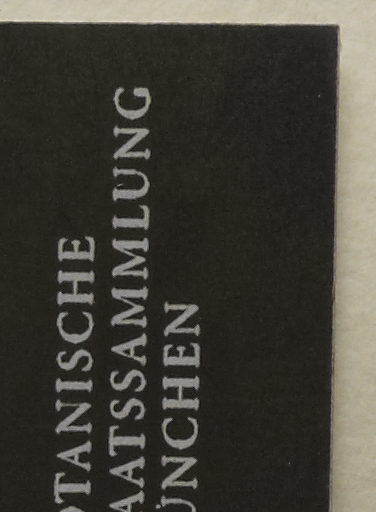 OTANISCHE
AATSSAMMLUNG
ÜNCHEN